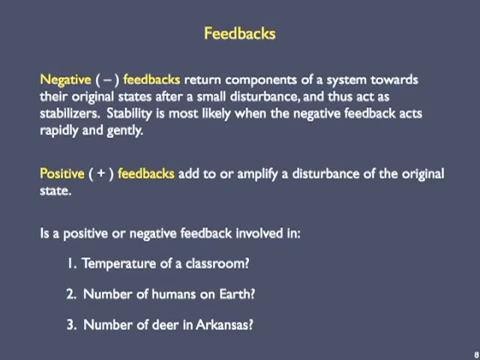 Feedbacks
Negative ( – ) feedbacks return components of a system towards
their original states after a small disturbance, and thus act as
stabilizers. Stability is most likely when the negative feedback acts
rapidly and gently.
Positive ( + ) feedbacks add to or amplify a disturbance of the original
state.
Is a positive or negative feedback involved in:
1. Temperature of a classroom?
2. Number of humans on Earth?
3. Number of deer in Arkansas?
8